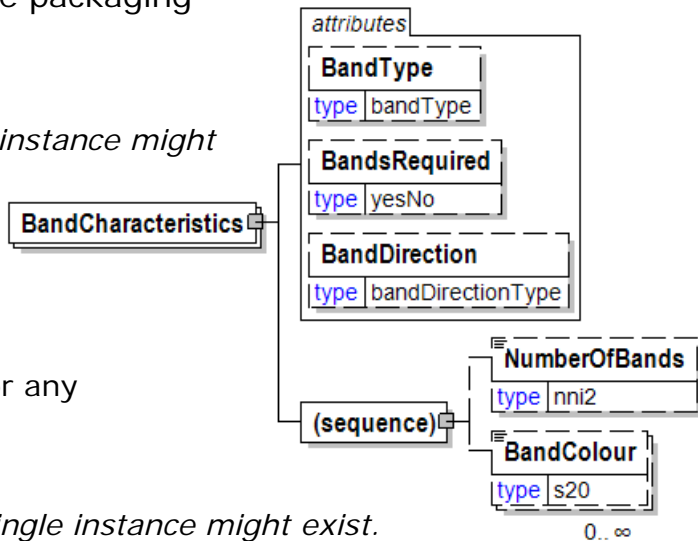 e packaging
attributes
BandType
type bandType
instance might
BandsRequired
type yesNo
BandCharacteristics
BandDirection
type bandDirectionType
NumberOfBands
type nni2
r any
(sequence)
BandColour
type s20
ingle instance might exist.
0..∞